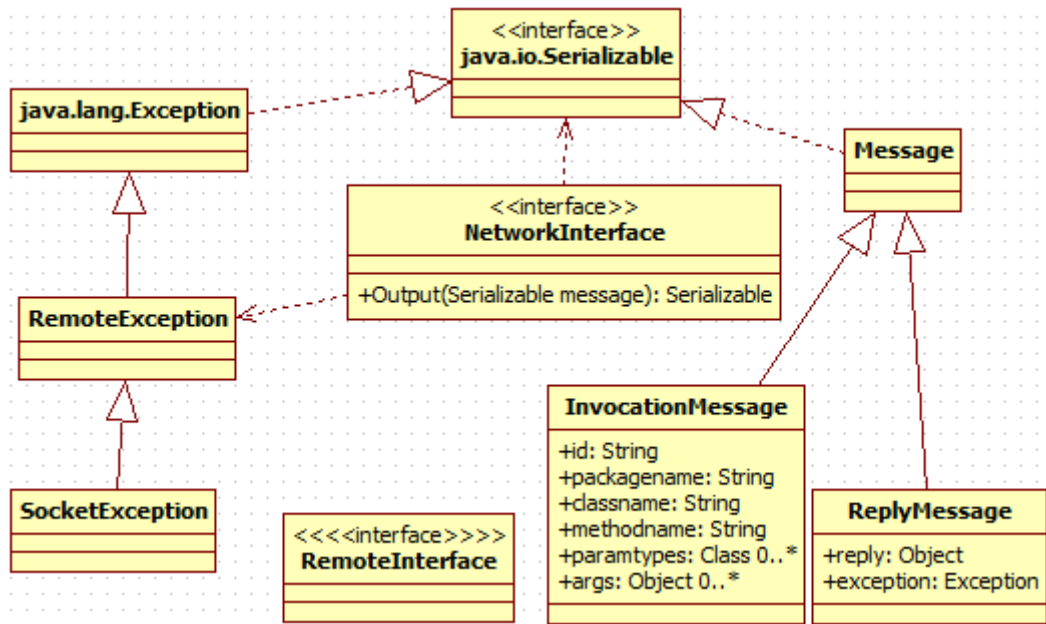 <<interface>>
java.io.Serializable
java.lang.Exception
Message
<<interface>>
NetworkInterface
+Output(Serializable message): Serializable
RemoteException
InvocationMessage
+id: String
+packagename: String
+classname: String
+methodname: String
+paramtypes: Class 0..*
+args: Object 0..*
SocketException
<<<<interface>>>>
RemoteInterface
ReplyMessage
+reply: Object
+exception: Exception